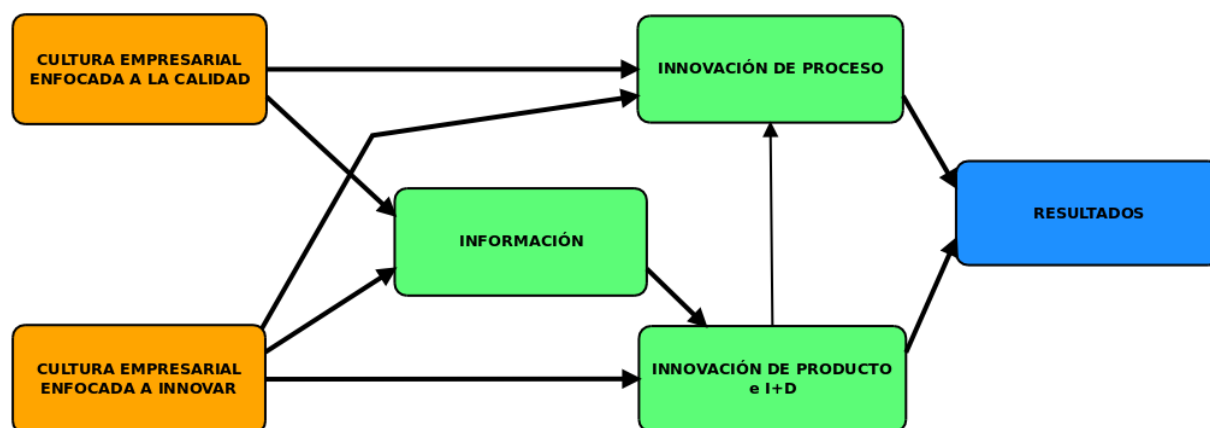 CULTURA EMPRESARIAL
ENFOCADA A LA CALIDAD
INNOVACIÓN DE PROCESO
RESULTADOS
INFORMACIÓN
CULTURA EMPRESARIAL
ENFOCADA A INNOVAR
INNOVACIÓN DE PRODUCTO
e I+D